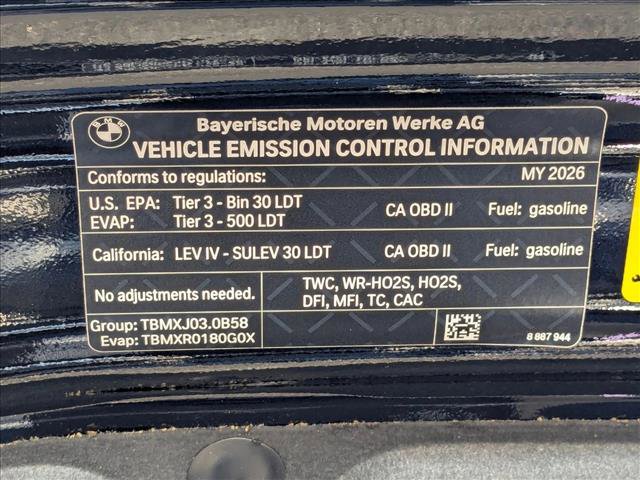 BMW
Bayerische Motoren Werke AG
VEHICLE EMISSION CONTROL INFORMATION
Conforms to regulations: MY 2026
U.S. EPA: Tier 3 - Bin 30 LDT CA OBD II Fuel: gasoline
EVAP: Tier 3 - 500 LDT
California: LEV IV - SULEV 30 LDT CA OBD II Fuel: gasoline
No adjustments needed.
TWC, WR-HO2S, HO2S,
DFI, MFI, TC, CAC
Group: TBMXJ03.0B58
Evap: TBMXR0180G0X
8 887 944